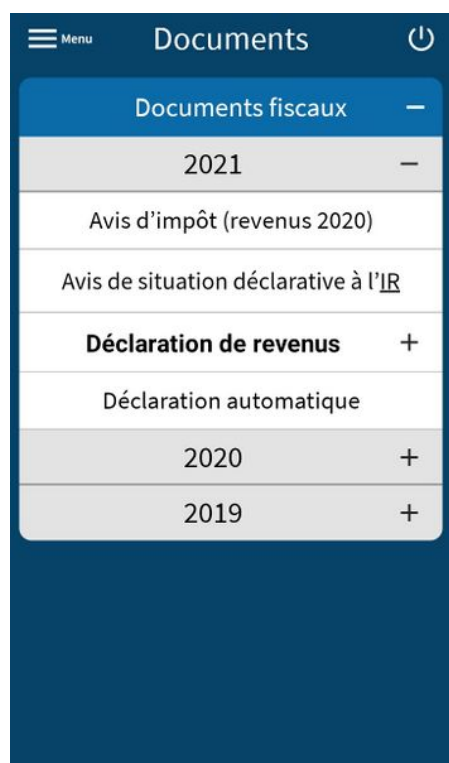 Menu Documents
Documents fiscaux −
2021 −
Avis d’impôt (revenus 2020)
Avis de situation déclarative à l’IR
Déclaration de revenus +
Déclaration automatique
2020 +
2019 +